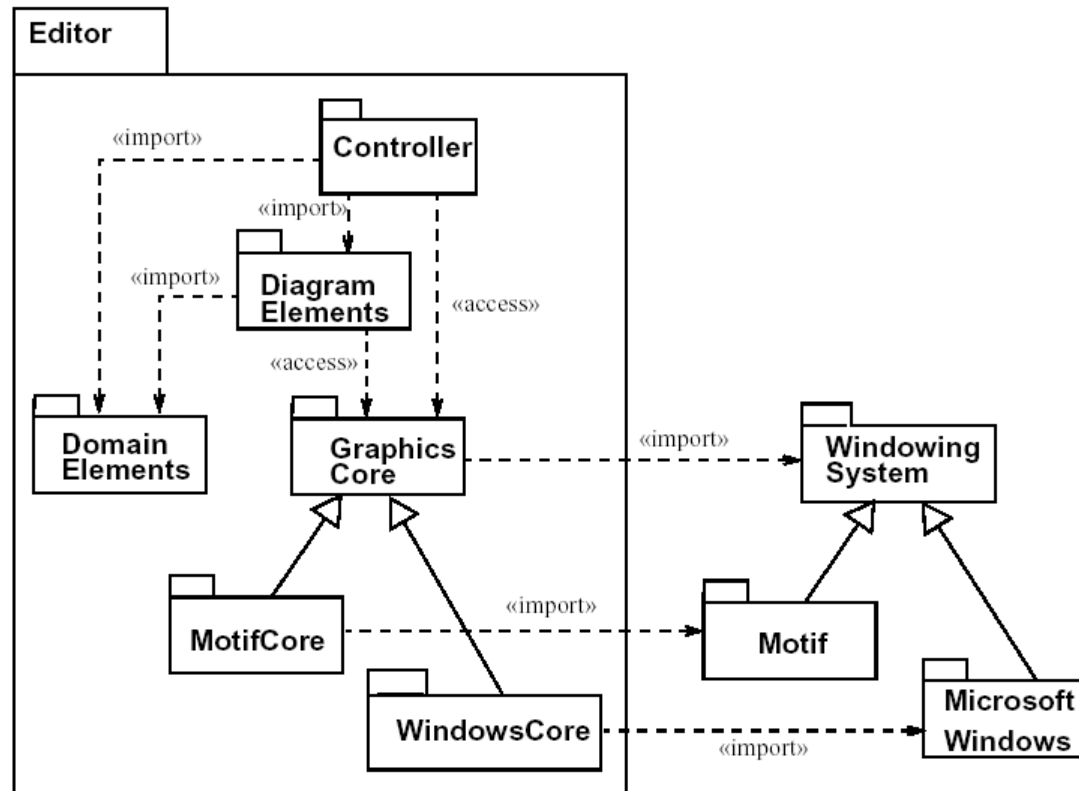 Editor
«import»
Controller
«import»
«import»
Diagram
Elements
«access»
«access»
Domain
Elements
Graphics
Core
«import»
Windowing
System
MotifCore
«import»
Motif
WindowsCore
«import»
Microsoft
Windows